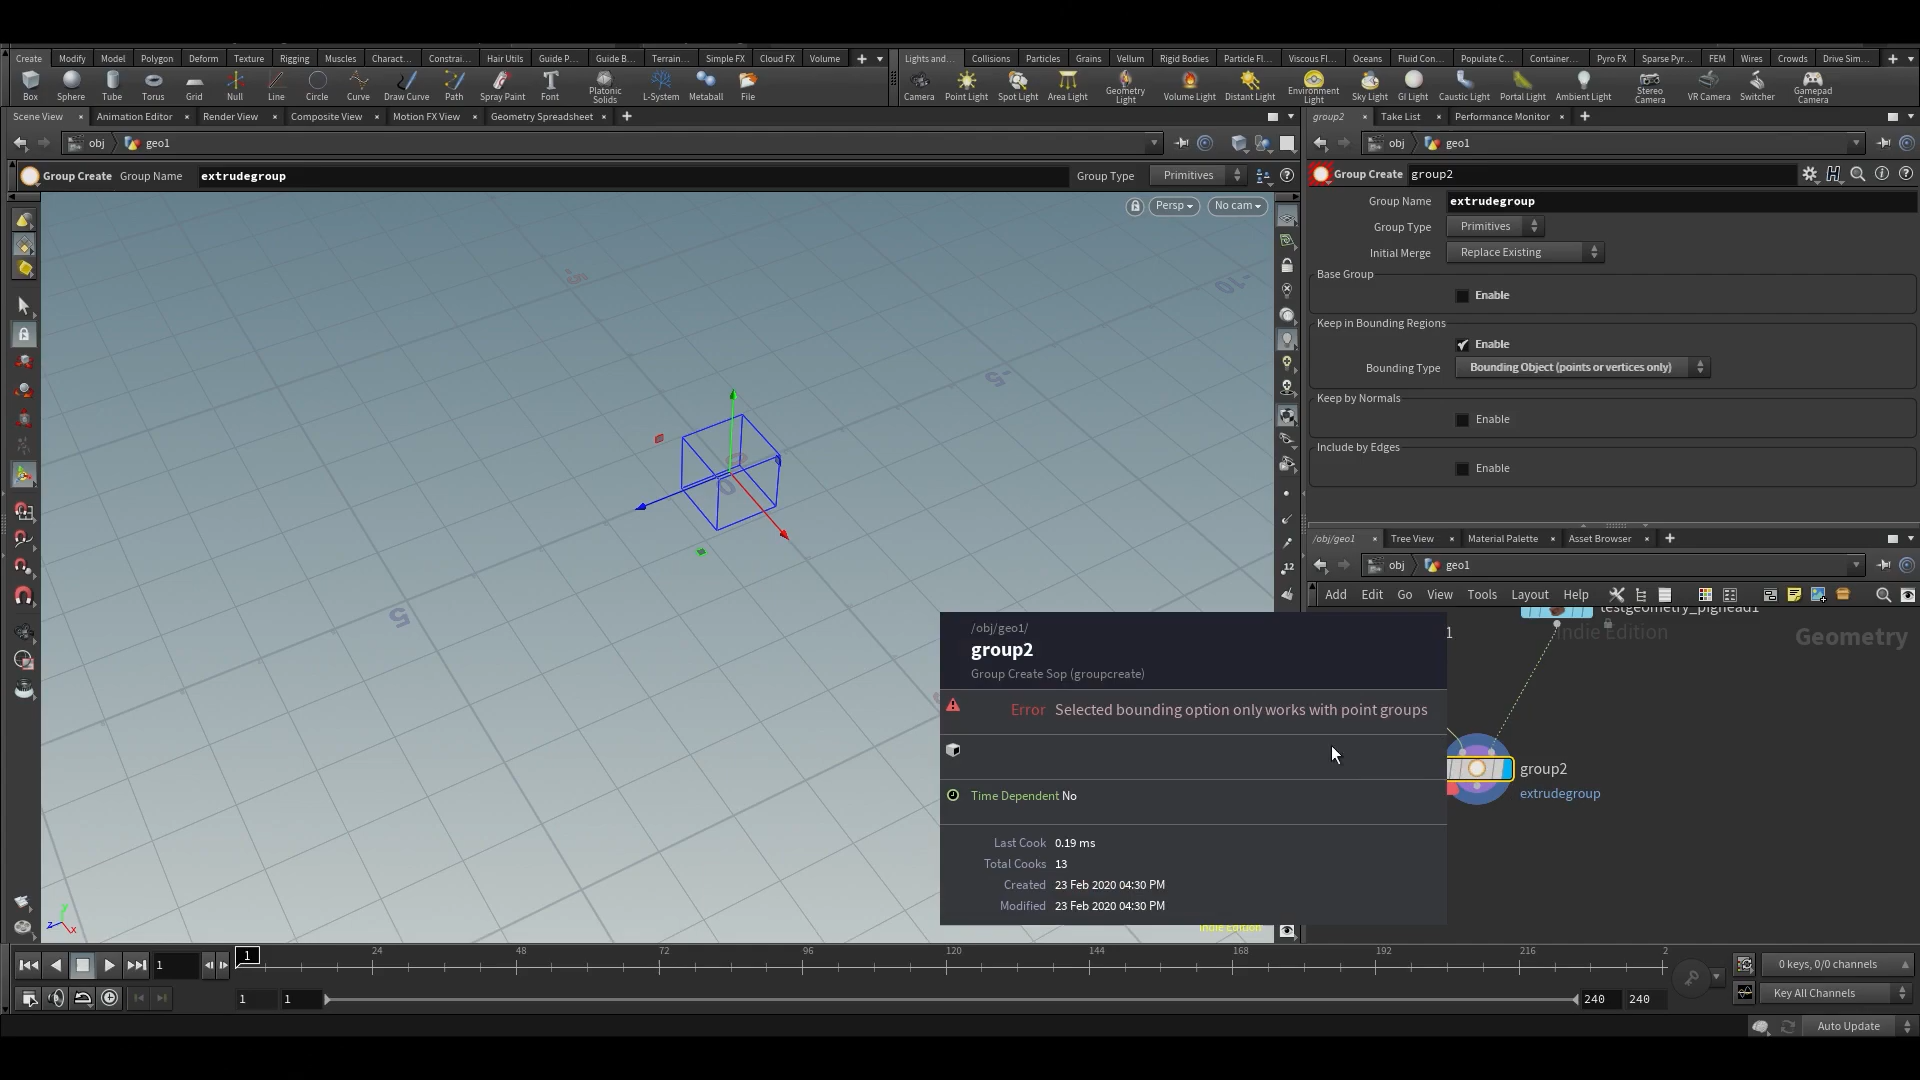 Create Modify Model Polygon Deform Texture Rigging Muscles Charact... Constrai... Hair Utils Guide P... Guide B... Terrain... Simple FX Cloud FX Volume
Lights and... Collisions Particles Grains Vellum Rigid Bodies Particle Fl... Viscous Fl... Oceans Fluid Con... Populate C... Container... Pyro FX Sparse Pyr... FEM Wires Crowds Drive Sim...
Box Sphere Tube Torus Grid Null Line Circle Curve Draw Curve Path Spray Paint Font Platonic Solids L-System Metaball File
Camera Point Light Spot Light Area Light Geometry Light Volume Light Distant Light Environment Light Sky Light GI Light Caustic Light Portal Light Ambient Light Stereo Camera VR Camera Switcher Gamepad Camera
Scene View Animation Editor Render View Composite View Motion FX View Geometry Spreadsheet
group2 Take List Performance Monitor
obj geo1
obj geo1
Group Create Group Name extrudegroup Group Type Primitives
Group Create group2
Persp No cam
Group Name extrudegroup
Group Type Primitives
Initial Merge Replace Existing
Base Group
Enable
Keep in Bounding Regions
Enable
Bounding Type Bounding Object (points or vertices only)
Keep by Normals
Enable
Include by Edges
Enable
-10
-5
0
5
/obj/geo1 Tree View Material Palette Asset Browser
obj geo1
Add Edit Go View Tools Layout Help
testgeometry_pighead1
Indie Edition
Geometry
1
/obj/geo1/
group2
Group Create Sop (groupcreate)
Error Selected bounding option only works with point groups
Time Dependent No
Last Cook 0.19 ms
Total Cooks 13
Created 23 Feb 2020 04:30 PM
Modified 23 Feb 2020 04:30 PM
group2
extrudegroup
Indie Edition
z y x
12
1
1 24 48 72 96 120 144 168 192 216 2
0 keys, 0/0 channels
1 1 240 240
Key All Channels
Auto Update